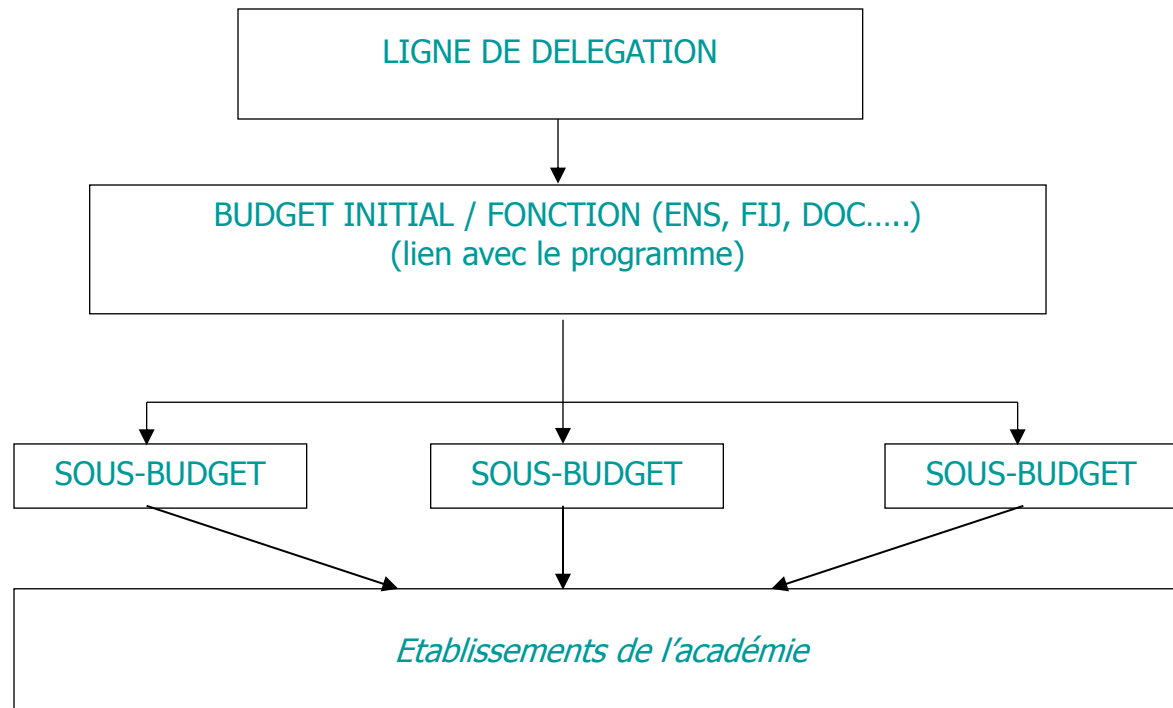 LIGNE DE DELEGATION
BUDGET INITIAL / FONCTION (ENS, FIJ, DOC…..)
(lien avec le programme)
SOUS-BUDGET SOUS-BUDGET SOUS-BUDGET
Etablissements de l’académie